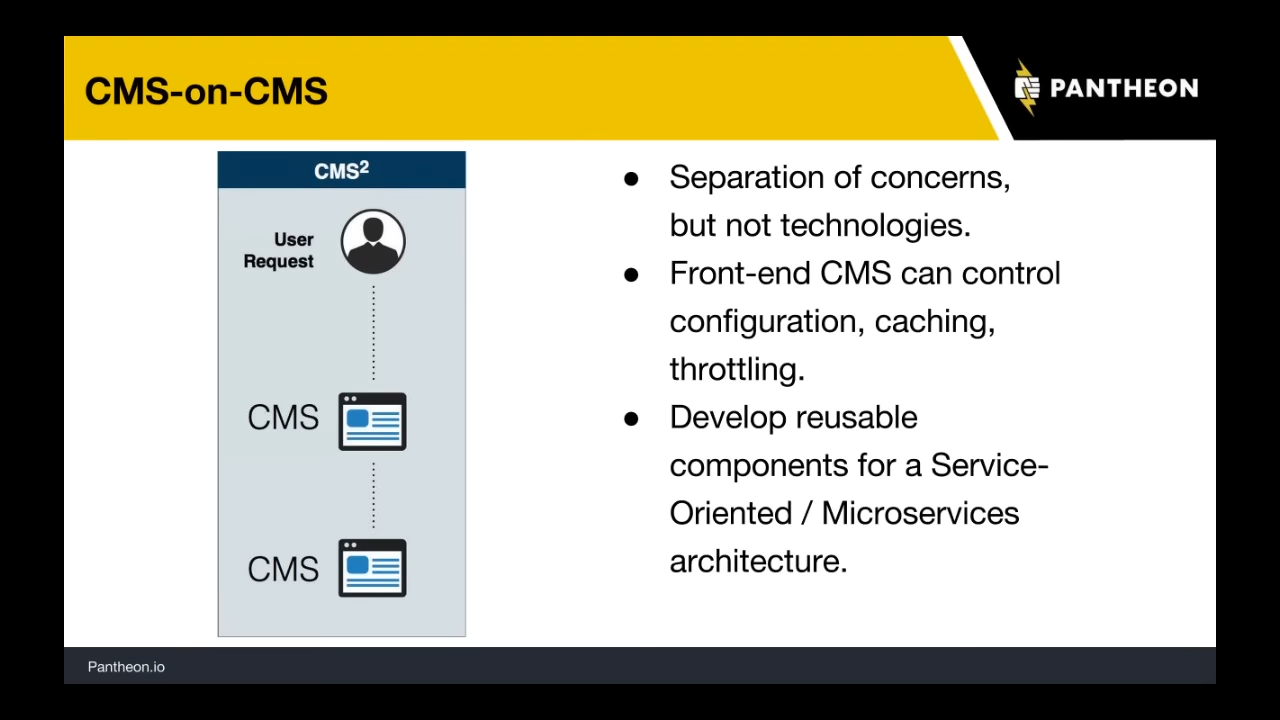 CMS-on-CMS
PANTHEON
CMS²
User
Request
CMS
CMS
● Separation of concerns,
but not technologies.
● Front-end CMS can control
configuration, caching,
throttling.
● Develop reusable
components for a Service-
Oriented / Microservices
architecture.
Pantheon.io